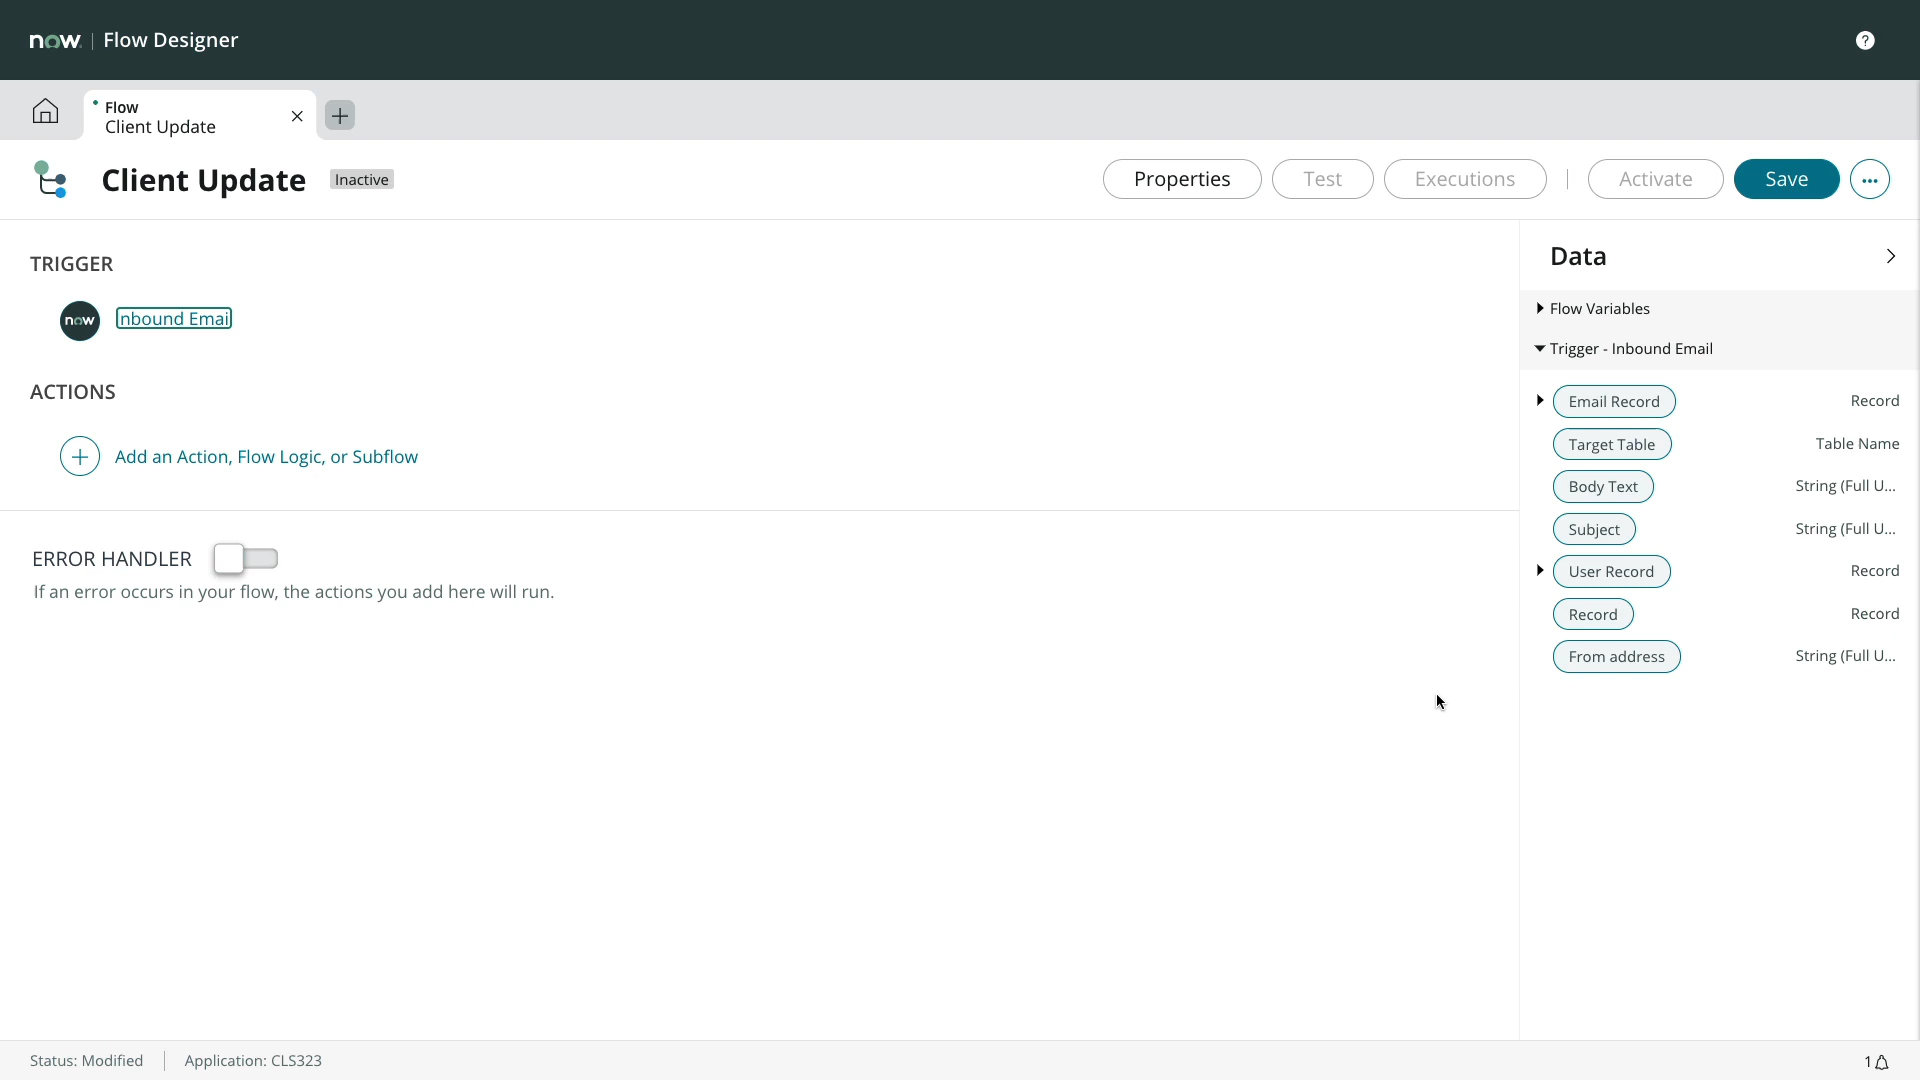 now | Flow Designer
?
Flow
Client Update
Client Update Inactive
Properties Test Executions Activate Save ...
TRIGGER
now nbound Emai
ACTIONS
Add an Action, Flow Logic, or Subflow
ERROR HANDLER
If an error occurs in your flow, the actions you add here will run.
Data
Flow Variables
Trigger - Inbound Email
Email Record Record
Target Table Table Name
Body Text String (Full U...
Subject String (Full U...
User Record Record
Record Record
From address String (Full U...
Status: Modified Application: CLS323
1